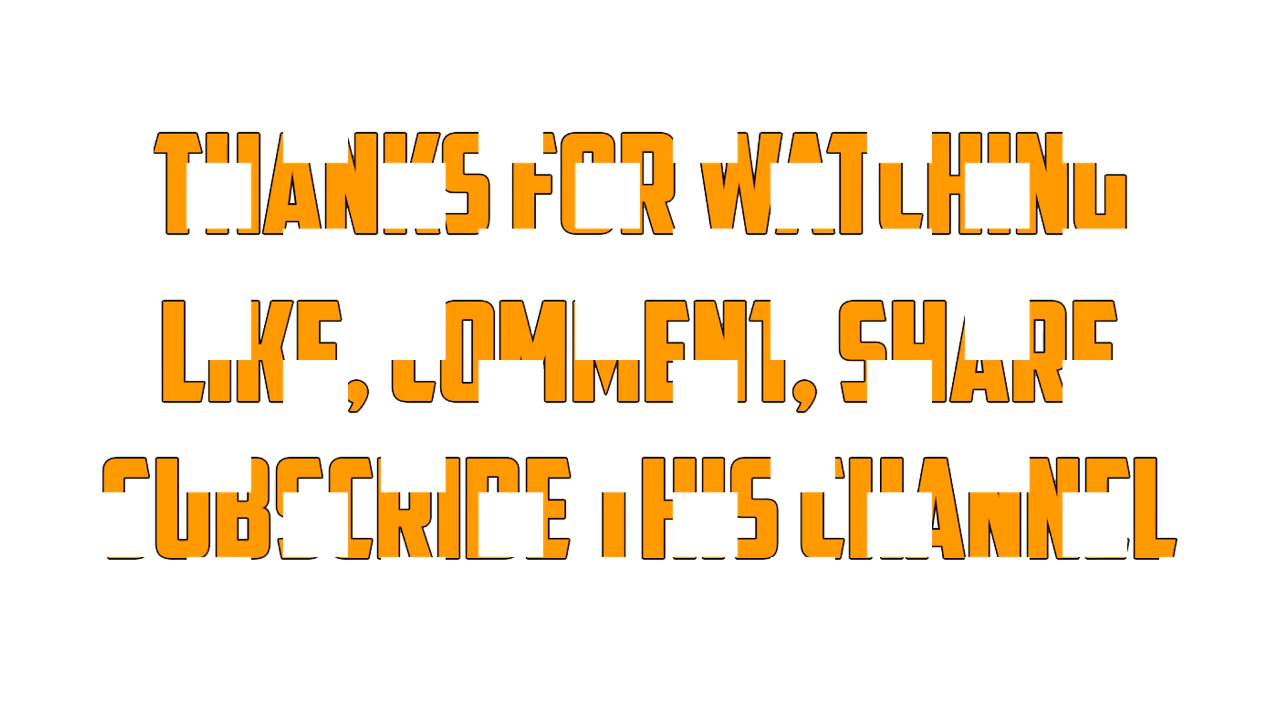 THANKS FOR WATCHING
LIKE, COMMENT, SHARE
SUBSCRIBE THIS CHANNEL